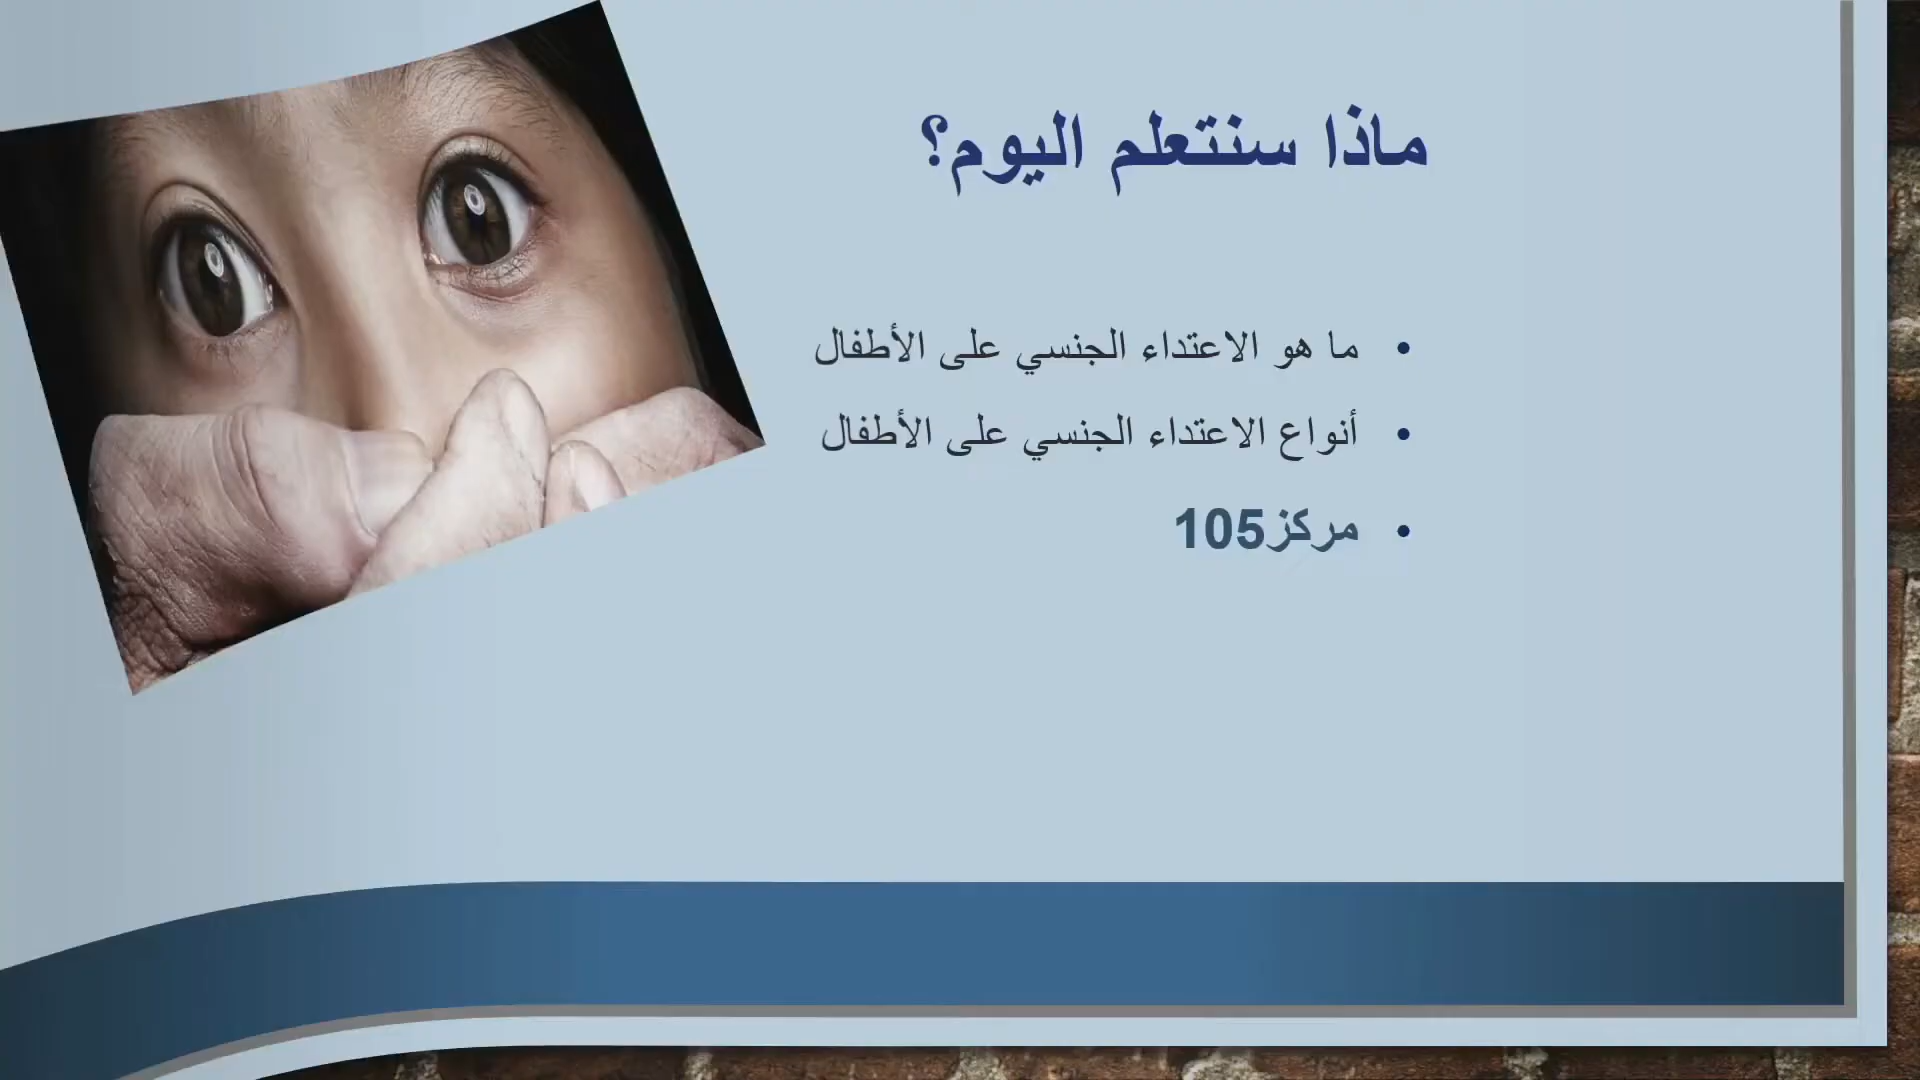 ماذا سنتعلم اليوم؟
• ما هو الاعتداء الجنسي على الأطفال
• أنواع الاعتداء الجنسي على الأطفال
• مركز105